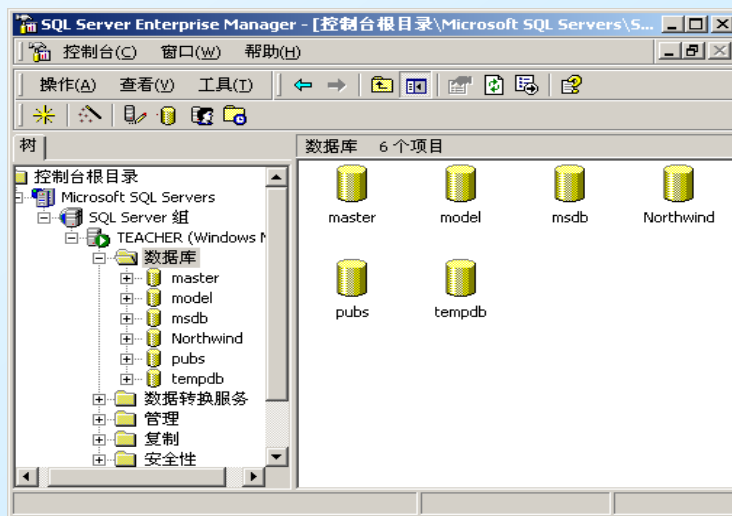 SQL Server Enterprise Manager - [控制台根目录\Microsoft SQL Servers\S...
控制台(C) 窗口(W) 帮助(H)
操作(A) 查看(V) 工具(T)
树
数据库 6 个项目
控制台根目录
Microsoft SQL Servers
SQL Server 组
TEACHER (Windows N
数据库
master
model
msdb
Northwind
pubs
tempdb
数据转换服务
管理
复制
安全性
master model msdb Northwind
pubs tempdb